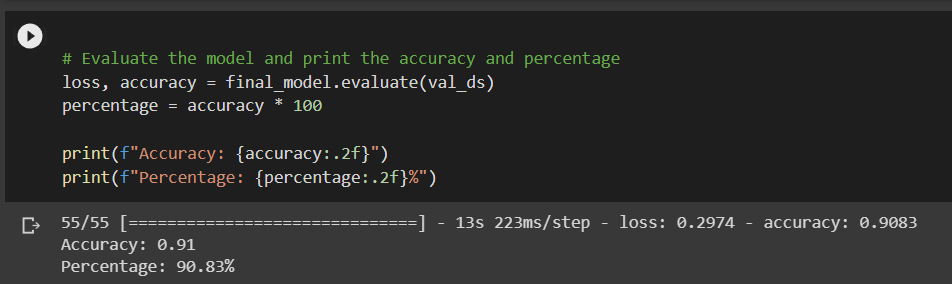 # Evaluate the model and print the accuracy and percentage
loss, accuracy = final_model.evaluate(val_ds)
percentage = accuracy * 100
print(f"Accuracy: {accuracy:.2f}")
print(f"Percentage: {percentage:.2f}%")
55/55 [==============================] - 13s 223ms/step - loss: 0.2974 - accuracy: 0.9083
Accuracy: 0.91
Percentage: 90.83%